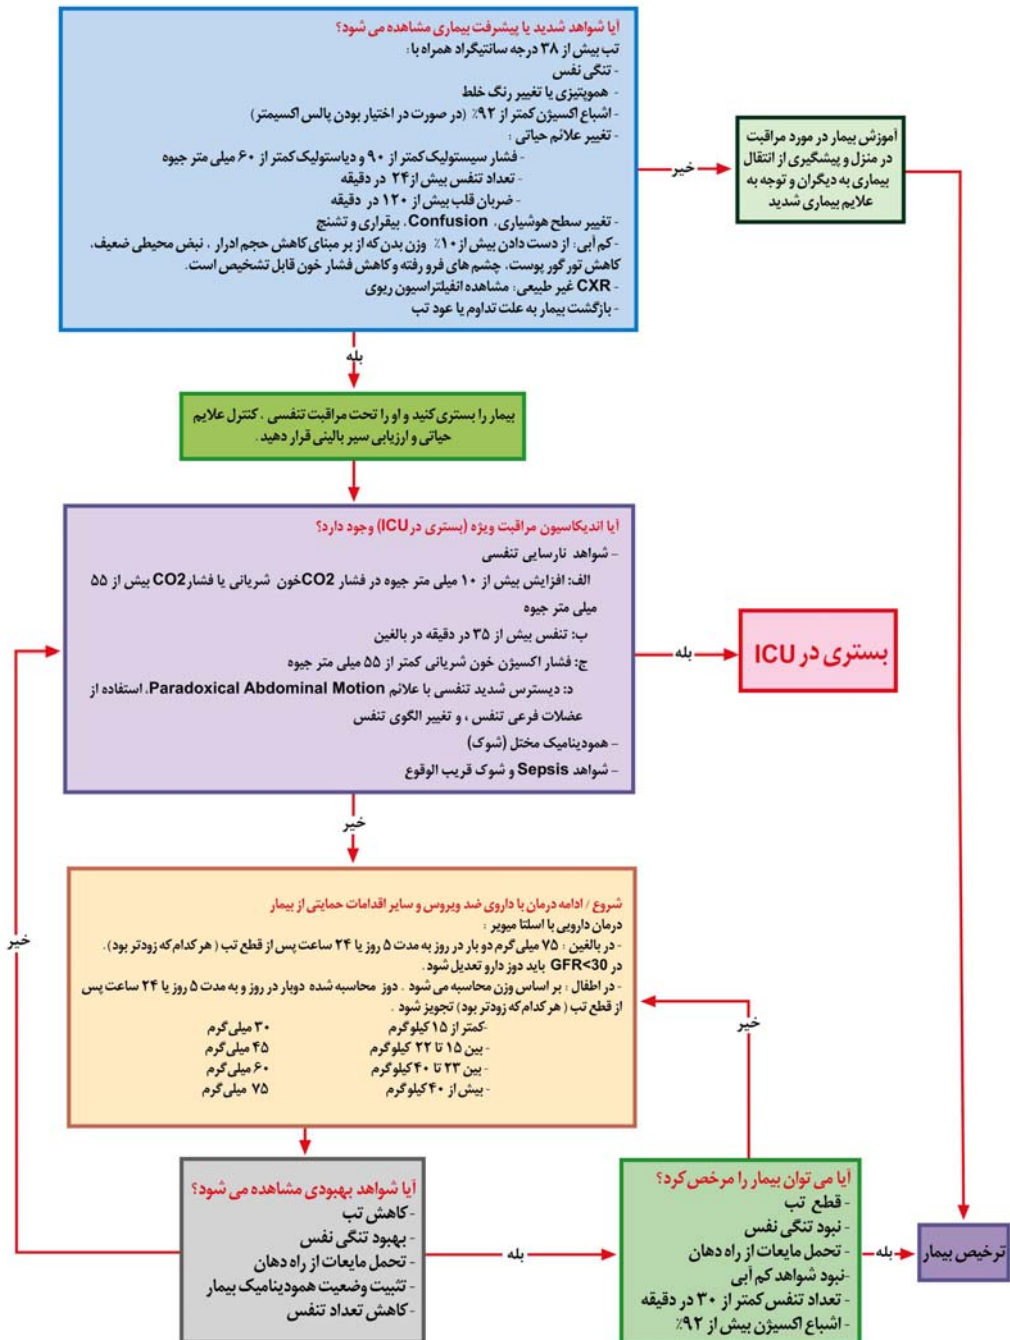 آیا شواهد شدید یا پیشرفت بیماری مشاهده می شود؟
تب بیش از ۳۸ درجه سانتیگراد همراه با:
- تنگی نفس
- هموپتیزی یا تغییر رنگ خلط
- اشباع اکسیژن کمتر از ۹۲٪ (در صورت در اختیار بودن پالس اکسیمتر)
- تغییر علائم حیاتی :
- فشار سیستولیک کمتر از ۹۰ و دیاستولیک کمتر از ۶۰ میلی متر جیوه
- تعداد تنفس بیش از ۲۴ در دقیقه
- ضربان قلب بیش از ۱۲۰ در دقیقه
- تغییر سطح هوشیاری، Confusion، بیقراری و تشنج
- کم آبی: از دست دادن بیش از ۱۰٪ وزن بدن که از بر مبنای کاهش حجم ادرار ، نبض محیطی ضعیف،
کاهش تورگور پوست، چشم های فرو رفته و کاهش فشار خون قابل تشخیص است.
- CXR غیر طبیعی: مشاهده انفیلتراسیون ریوی
- بازگشت بیمار به علت تداوم یا عود تب
خیر
آموزش بیمار در مورد مراقبت
در منزل و پیشگیری از انتقال
بیماری به دیگران و توجه به
علایم بیماری شدید
بله
بیمار را بستری کنید و او را تحت مراقبت تنفسی ، کنترل علایم
حیاتی و ارزیابی سیر بالینی قرار دهید .
آیا اندیکاسیون مراقبت ویژه (بستری در ICU) وجود دارد؟
- شواهد نارسایی تنفسی
الف: افزایش بیش از ۱۰ میلی متر جیوه در فشار CO2 خون شریانی یا فشار CO2 بیش از ۵۵
میلی متر جیوه
ب: تنفس بیش از ۳۵ در دقیقه در بالغین
ج: فشار اکسیژن خون شریانی کمتر از ۵۵ میلی متر جیوه
د: دیسترس شدید تنفسی با علائم Paradoxical Abdominal Motion، استفاده از
عضلات فرعی تنفس ، و تغییر الگوی تنفس
- همودینامیک مختل (شوک)
- شواهد Sepsis و شوک قریب الوقوع
بله
بستری در ICU
خیر
شروع / ادامه درمان با داروی ضد ویروس و سایر اقدامات حمایتی از بیمار
درمان دارویی با اسلتا میویر :
- در بالغین : ۷۵ میلی گرم دو بار در روز به مدت ۵ روز یا ۲۴ ساعت پس از قطع تب ( هر کدام که زودتر بود) .
در GFR<30 باید دوز دارو تعدیل شود.
- در اطفال : بر اساس وزن محاسبه می شود . دوز محاسبه شده دوبار در روز و به مدت ۵ روز یا ۲۴ ساعت پس
از قطع تب ( هر کدام که زودتر بود) تجویز شود .
- کمتر از ۱۵ کیلوگرم ۳۰ میلی گرم
- بین ۱۵ تا ۲۲ کیلوگرم ۴۵ میلی گرم
- بین ۲۳ تا ۴۰ کیلوگرم ۶۰ میلی گرم
- بیش از ۴۰ کیلوگرم ۷۵ میلی گرم
خیر
خیر
آیا شواهد بهبودی مشاهده می شود؟
- کاهش تب
- بهبود تنگی نفس
- تحمل مایعات از راه دهان
- تثبیت وضعیت همودینامیک بیمار
- کاهش تعداد تنفس
بله
آیا می توان بیمار را مرخص کرد؟
- قطع تب
- نبود تنگی نفس
- تحمل مایعات از راه دهان
- نبود شواهد کم آبی
- تعداد تنفس کمتر از ۳۰ در دقیقه
- اشباع اکسیژن بیش از ۹۲٪
بله
ترخیص بیمار